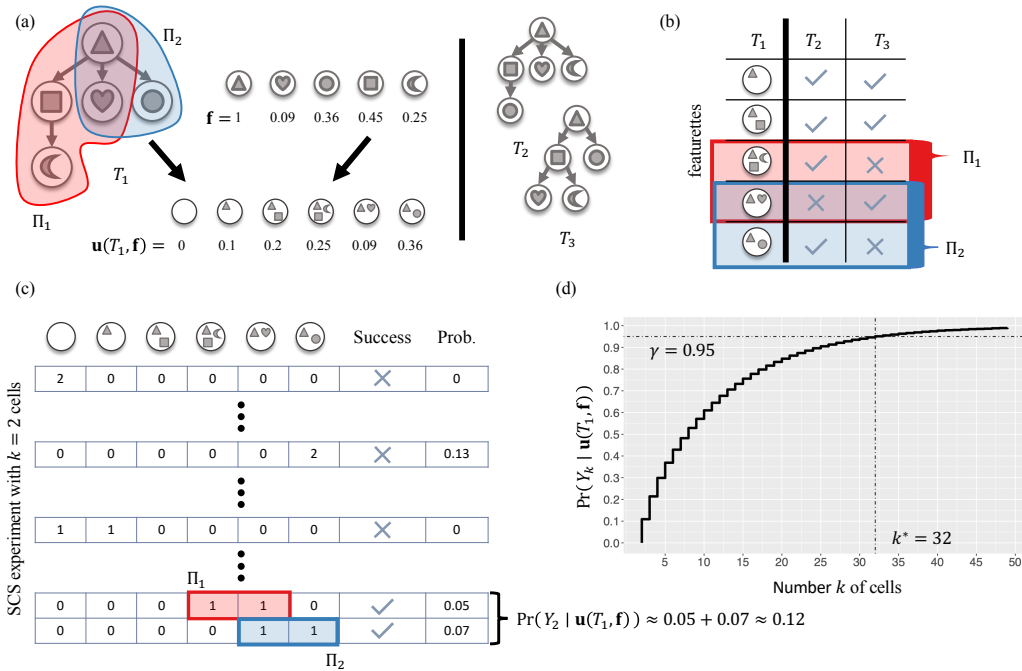 (a)
Π₂
f = 1 0.09 0.36 0.45 0.25
T₁
Π₁
u(T₁, f) = 0 0.1 0.2 0.25 0.09 0.36
T₂
T₃
(b)
T₁ T₂ T₃
featurettes
Π₁
Π₂
(c)
Success Prob.
SCS experiment with k = 2 cells
2 0 0 0 0 0 0
0 0 0 0 0 2 0.13
1 1 0 0 0 0 0
Π₁
0 0 0 1 1 0 0.05
0 0 0 0 1 1 0.07
Π₂
Pr(Y₂ | u(T₁, f)) ≈ 0.05 + 0.07 ≈ 0.12
(d)
Pr(Yₖ | u(T₁, f))
1.0
0.9
0.8
0.7
0.6
0.5
0.4
0.3
0.2
0.1
0.0
γ = 0.95
k* = 32
5 10 15 20 25 30 35 40 45 50
Number k of cells